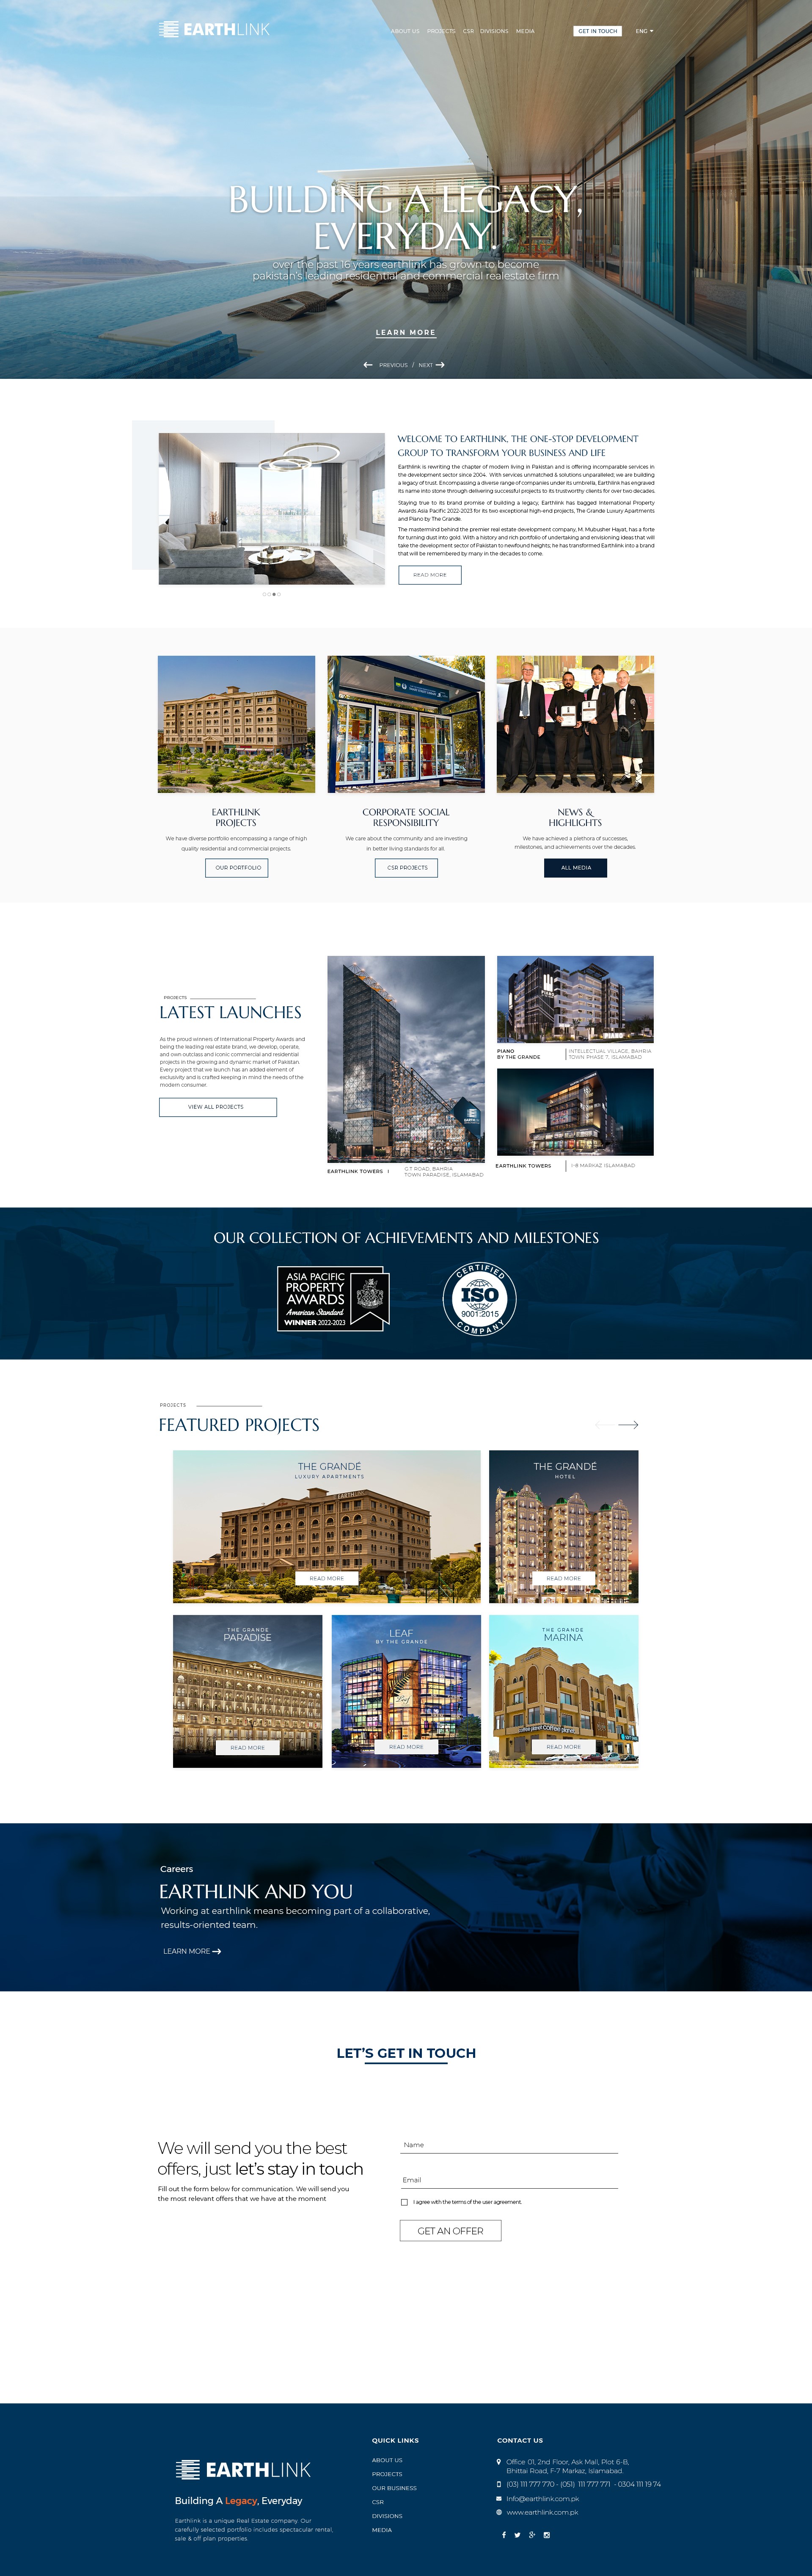 EARTHLINK
ABOUT US PROJECTS CSR DIVISIONS MEDIA
GET IN TOUCH
ENG
BUILDING A LEGACY,
EVERYDAY.
over the past 16 years earthlink has grown to become
pakistan's leading residential and commercial realestate firm
LEARN MORE
PREVIOUS / NEXT
WELCOME TO EARTHLINK, THE ONE-STOP DEVELOPMENT
GROUP TO TRANSFORM YOUR BUSINESS AND LIFE
Earthlink is rewriting the chapter of modern living in Pakistan and is offering incomparable services in
the development sector since 2004. With services unmatched & solutions unparalleled; we are building
a legacy of trust. Encompassing a diverse range of companies under its umbrella, Earthlink has engraved
its name into stone through delivering successful projects to its trustworthy clients for over two decades.
Staying true to its brand promise of building a legacy, Earthlink has bagged International Property
Awards Asia Pacific 2022-2023 for its two exceptional high-end projects, The Grande Luxury Apartments
and Piano by The Grande.
The mastermind behind the premier real estate development company, M. Mubusher Hayat, has a forte
for turning dust into gold. With a history and rich portfolio of undertaking and envisioning ideas that will
take the development sector of Pakistan to newfound heights; he has transformed Earthlink into a brand
that will be remembered by many in the decades to come.
READ MORE
EARTHLINK
PROJECTS
We have diverse portfolio encompassing a range of high
quality residential and commercial projects.
OUR PORTFOLIO
CORPORATE SOCIAL
RESPONSIBILITY
We care about the community and are investing
in better living standards for all.
CSR PROJECTS
NEWS &
HIGHLIGHTS
We have achieved a plethora of successes,
milestones, and achievements over the decades.
ALL MEDIA
PROJECTS
LATEST LAUNCHES
As the proud winners of International Property Awards and
being the leading real estate brand, we develop, operate,
and own outclass and iconic commercial and residential
projects in the growing and dynamic market of Pakistan.
Every project that we launch has an added element of
exclusivity and is crafted keeping in mind the needs of the
modern consumer.
VIEW ALL PROJECTS
EARTHLINK TOWERS I
G.T ROAD, BAHRIA
TOWN PARADISE, ISLAMABAD
PIANO
PIANO
BY THE GRANDE
INTELLECTUAL VILLAGE, BAHRIA
TOWN PHASE 7, ISLAMABAD
EARTHLINK TOWERS
I-8 MARKAZ ISLAMABAD
OUR COLLECTION OF ACHIEVEMENTS AND MILESTONES
ASIA PACIFIC
PROPERTY
AWARDS
American Standard
WINNER 2022-2023
CERTIFIED
ISO
9001:2015
COMPANY
PROJECTS
FEATURED PROJECTS
THE GRANDÉ
LUXURY APARTMENTS
READ MORE
THE GRANDÉ
HOTEL
READ MORE
THE GRANDE
PARADISE
READ MORE
LEAF
BY THE GRANDE
Leaf
READ MORE
THE GRANDE
MARINA
READ MORE
Careers
EARTHLINK AND YOU
Working at earthlink means becoming part of a collaborative,
results-oriented team.
LEARN MORE
LET'S GET IN TOUCH
We will send you the best
offers, just let's stay in touch
Fill out the form below for communication. We will send you
the most relevant offers that we have at the moment
Name
Email
I agree with the terms of the user agreement.
GET AN OFFER
EARTHLINK
Building A Legacy, Everyday
Earthlink is a unique Real Estate company. Our
carefully selected portfolio includes spectacular rental,
sale & off plan properties.
QUICK LINKS
ABOUT US
PROJECTS
OUR BUSINESS
CSR
DIVISIONS
MEDIA
CONTACT US
Office 01, 2nd Floor, Ask Mall, Plot 6-B,
Bhittai Road, F-7 Markaz, Islamabad.
(03) 111 777 770 - (051) 111 777 771 - 0304 111 19 74
Info@earthlink.com.pk
www.earthlink.com.pk